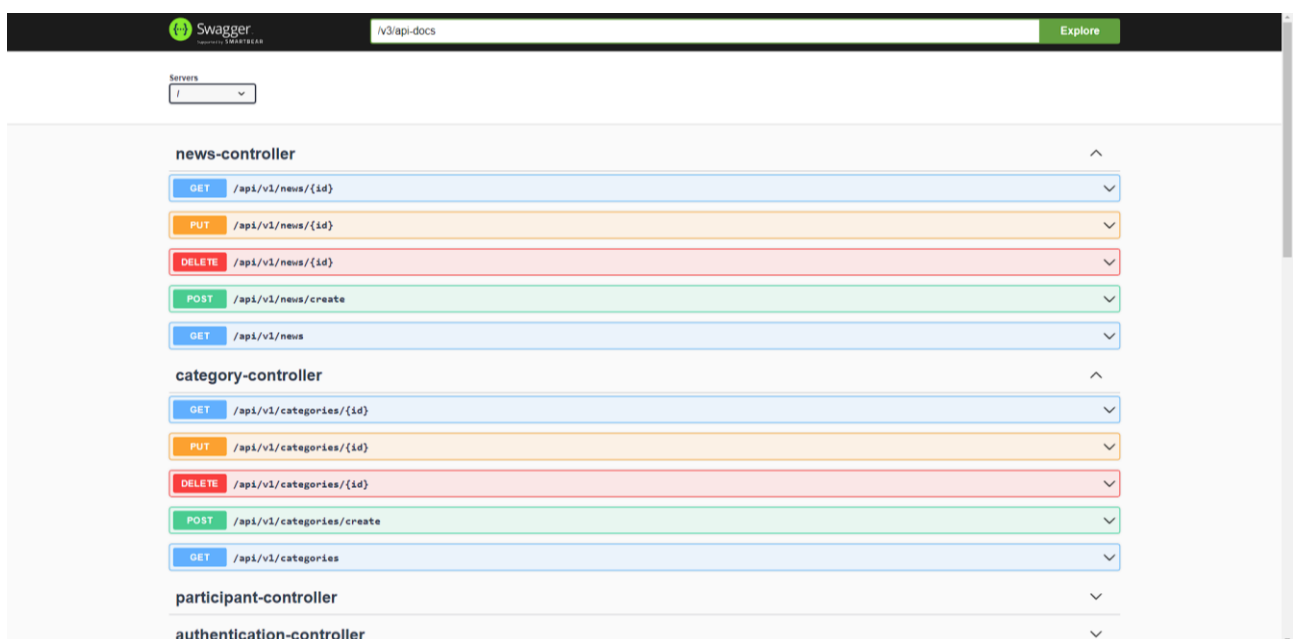 Swagger
Supported by SMARTBEAR
/v3/api-docs
Explore
Servers
/
news-controller
GET /api/v1/news/{id}
PUT /api/v1/news/{id}
DELETE /api/v1/news/{id}
POST /api/v1/news/create
GET /api/v1/news
category-controller
GET /api/v1/categories/{id}
PUT /api/v1/categories/{id}
DELETE /api/v1/categories/{id}
POST /api/v1/categories/create
GET /api/v1/categories
participant-controller
authentication-controller